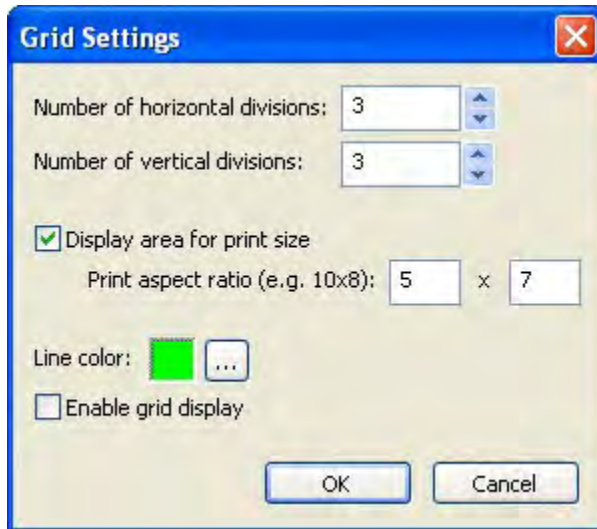 Grid Settings
Number of horizontal divisions: 3
Number of vertical divisions: 3
Display area for print size
Print aspect ratio (e.g. 10x8): 5 x 7
Line color: ...
Enable grid display
OK Cancel